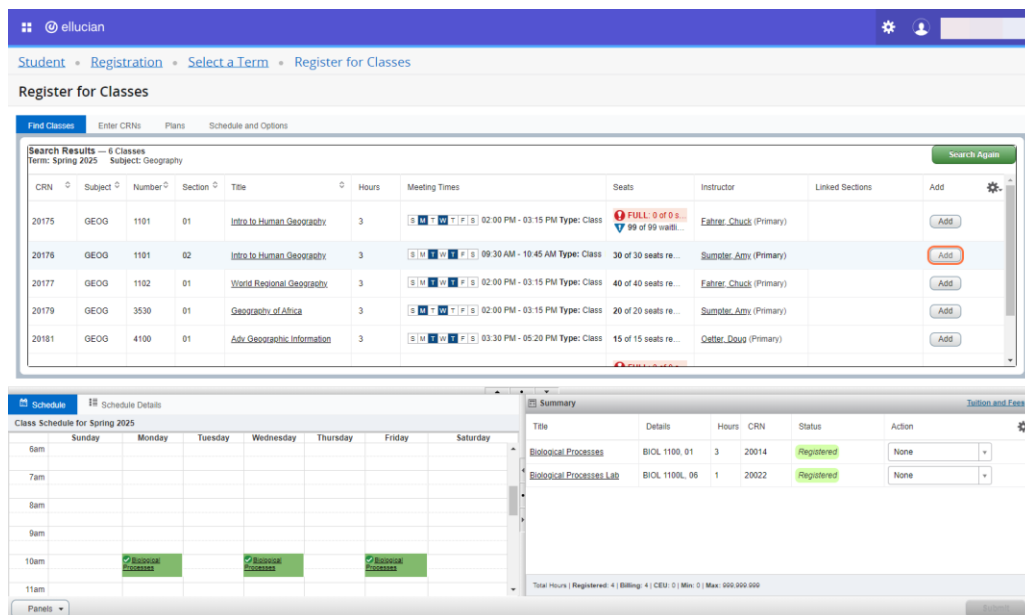 ellucian
Student • Registration • Select a Term • Register for Classes
Register for Classes
Find Classes Enter CRNs Plans Schedule and Options
Search Results — 6 Classes
Term: Spring 2025 Subject: Geography
Search Again
CRN Subject Number Section Title Hours Meeting Times Seats Instructor Linked Sections Add
20175 GEOG 1101 01 Intro to Human Geography 3 S M T W T F S 02:00 PM - 03:15 PM Type: Class FULL: 0 of 0 s... Fahrer, Chuck (Primary) Add
99 of 99 waitli...
20176 GEOG 1101 02 Intro to Human Geography 3 S M T W T F S 09:30 AM - 10:45 AM Type: Class 30 of 30 seats re... Sumpter, Amy (Primary) Add
20177 GEOG 1102 01 World Regional Geography 3 S M T W T F S 02:00 PM - 03:15 PM Type: Class 40 of 40 seats re... Fahrer, Chuck (Primary) Add
20179 GEOG 3530 01 Geography of Africa 3 S M T W T F S 02:00 PM - 03:15 PM Type: Class 20 of 20 seats re... Sumpter, Amy (Primary) Add
20181 GEOG 4100 01 Adv Geographic Information 3 S M T W T F S 03:30 PM - 05:20 PM Type: Class 15 of 15 seats re... Oetter, Doug (Primary) Add
Schedule Schedule Details
Class Schedule for Spring 2025
Sunday Monday Tuesday Wednesday Thursday Friday Saturday
6am
7am
8am
9am
10am Biological Processes Biological Processes Biological Processes
11am
Summary Tuition and Fees
Title Details Hours CRN Status Action
Biological Processes BIOL 1100, 01 3 20014 Registered None
Biological Processes Lab BIOL 1100L, 06 1 20022 Registered None
Total Hours | Registered: 4 | Billing: 4 | CEU: 0 | Min: 0 | Max: 999,999.999
Panels Submit